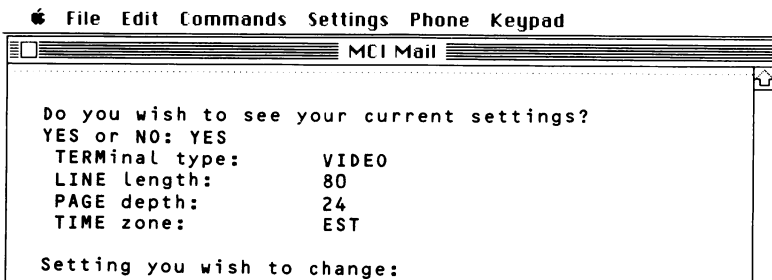 File Edit Commands Settings Phone Keypad
MCI Mail
Do you wish to see your current settings?
YES or NO: YES
TERMinal type: VIDEO
LINE length: 80
PAGE depth: 24
TIME zone: EST
Setting you wish to change: